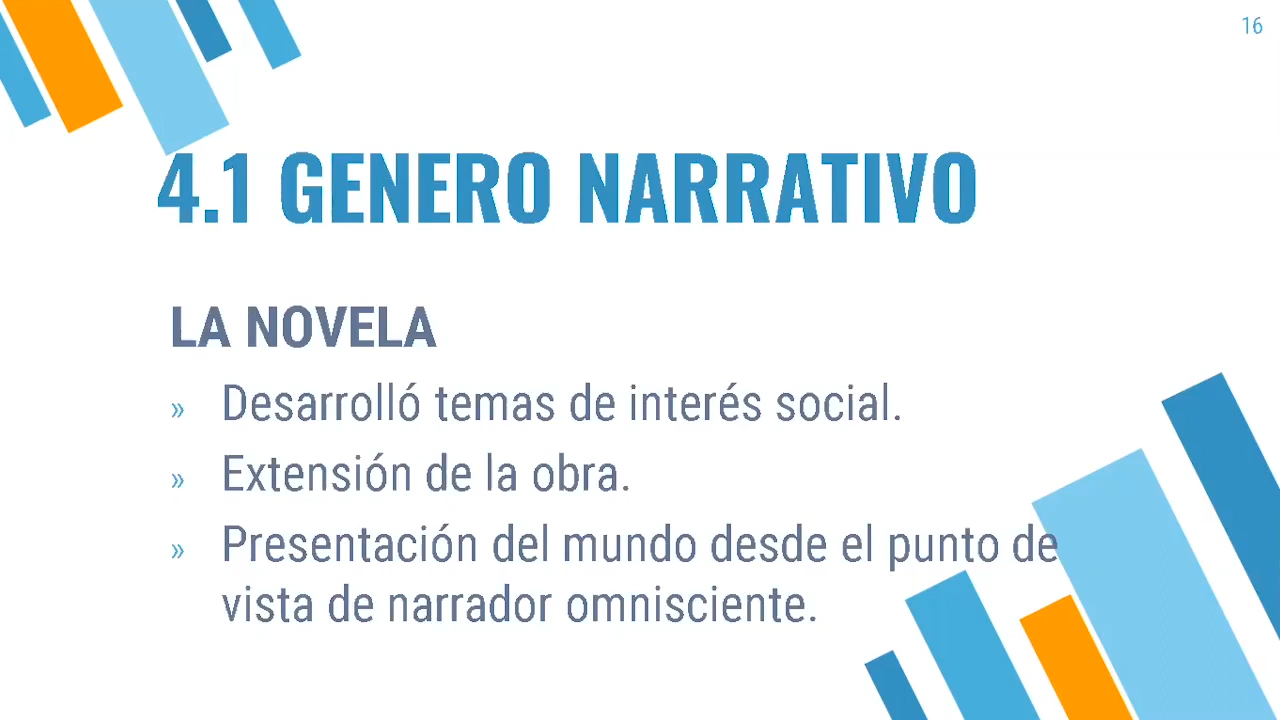 16
4.1 GENERO NARRATIVO
LA NOVELA
» Desarrolló temas de interés social.
» Extensión de la obra.
» Presentación del mundo desde el punto de
vista de narrador omnisciente.